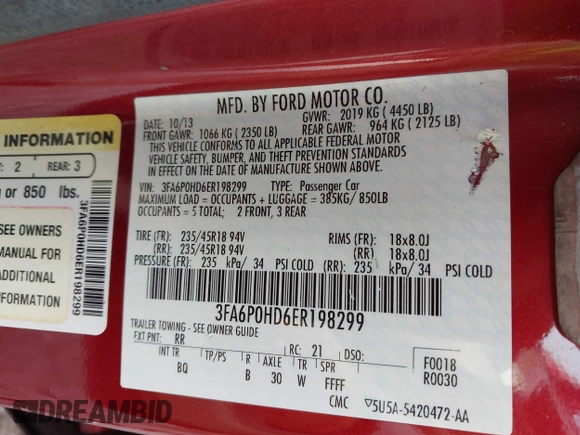 INFORMATION
2 REAR: 3
or 850 lbs.
SEE OWNERS
MANUAL FOR
ADDITIONAL
INFORMATION
3FA6P0HD6ER198299
MFD. BY FORD MOTOR CO.
DATE: 10/13 GVWR: 2019 KG ( 4450 LB)
FRONT GAWR: 1066 KG ( 2350 LB) REAR GAWR: 964 KG ( 2125 LB)
THIS VEHICLE CONFORMS TO ALL APPLICABLE FEDERAL MOTOR
VEHICLE SAFETY, BUMPER, AND THEFT PREVENTION STANDARDS
IN EFFECT ON THE DATE OF MANUFACTURE SHOWN ABOVE.
VIN: 3FA6P0HD6ER198299 TYPE: Passenger Car
MAXIMUM LOAD = OCCUPANTS + LUGGAGE = 385KG/850LB
OCCUPANTS = 5 TOTAL; 2 FRONT, 3 REAR
TIRE (FR): 235/45R18 94V RIMS (FR): 18x8.0J
(RR): 235/45R18 94V (RR) 18x8.0J
PRESSURE (FR): 235 kPa/ 34 PSI COLD (RR): 235 kPa/ 34 PSI COLD
3FA6P0HD6ER198299
TRAILER TOWING - SEE OWNER GUIDE
EXT PNT: RR RC: 21 DSO: F0018
INT TR TP/PS R AXLE TR SPR R0030
BQ B 30 W FFFF
CMC 5U5A-5420472-AA
DREAMBID